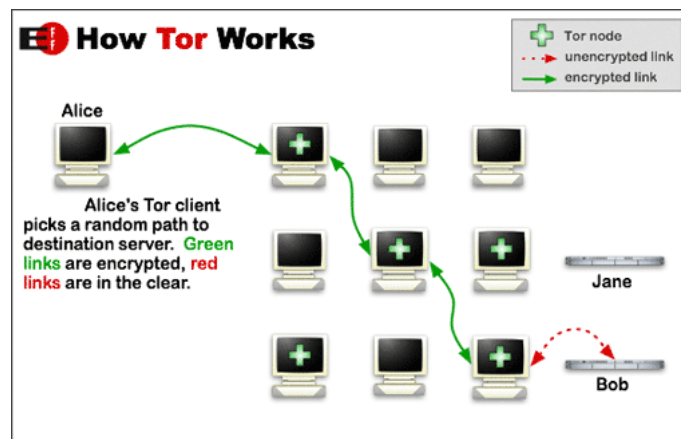 EFF How Tor Works
Tor node
unencrypted link
encrypted link
Alice
Alice's Tor client
picks a random path to
destination server. Green
links are encrypted, red
links are in the clear.
Jane
Bob